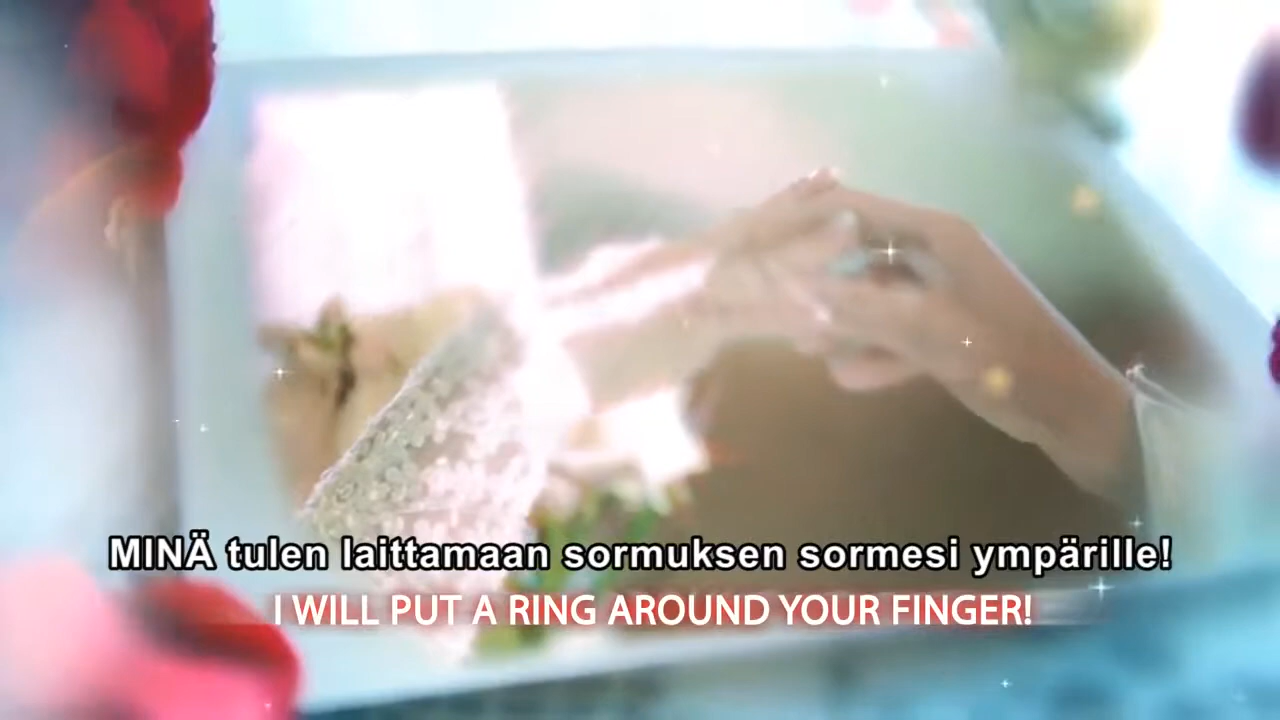 MINÄ tulen laittamaan sormuksen sormesi ympärille!
I WILL PUT A RING AROUND YOUR FINGER!